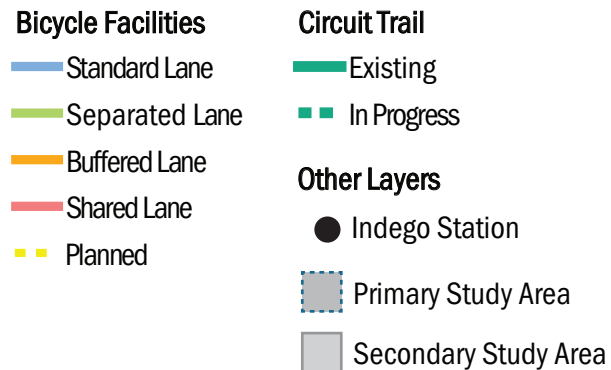 Bicycle Facilities
Standard Lane
Separated Lane
Buffered Lane
Shared Lane
Planned
Circuit Trail
Existing
In Progress
Other Layers
Indego Station
Primary Study Area
Secondary Study Area